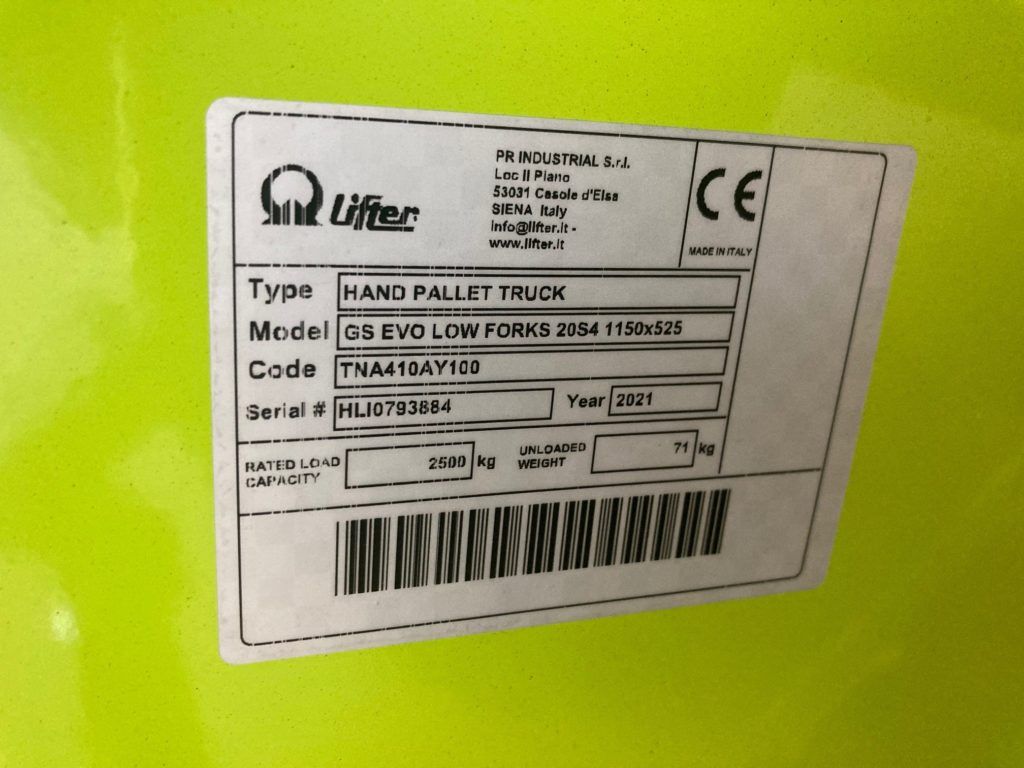 Lifter
PR INDUSTRIAL S.r.l.
Loc Il Piano
53031 Casole d'Elsa
SIENA Italy
info@lifter.it -
www.lifter.it
CE
MADE IN ITALY
Type HAND PALLET TRUCK
Model GS EVO LOW FORKS 20S4 1150x525
Code TNA410AY100
Serial # HLI0793884 Year 2021
RATED LOAD CAPACITY 2500 kg UNLOADED WEIGHT 71 kg